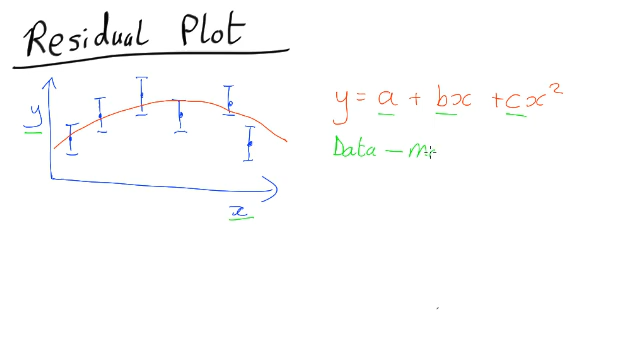 Residual Plot
y
x
y = a + bx + cx²
Data – m